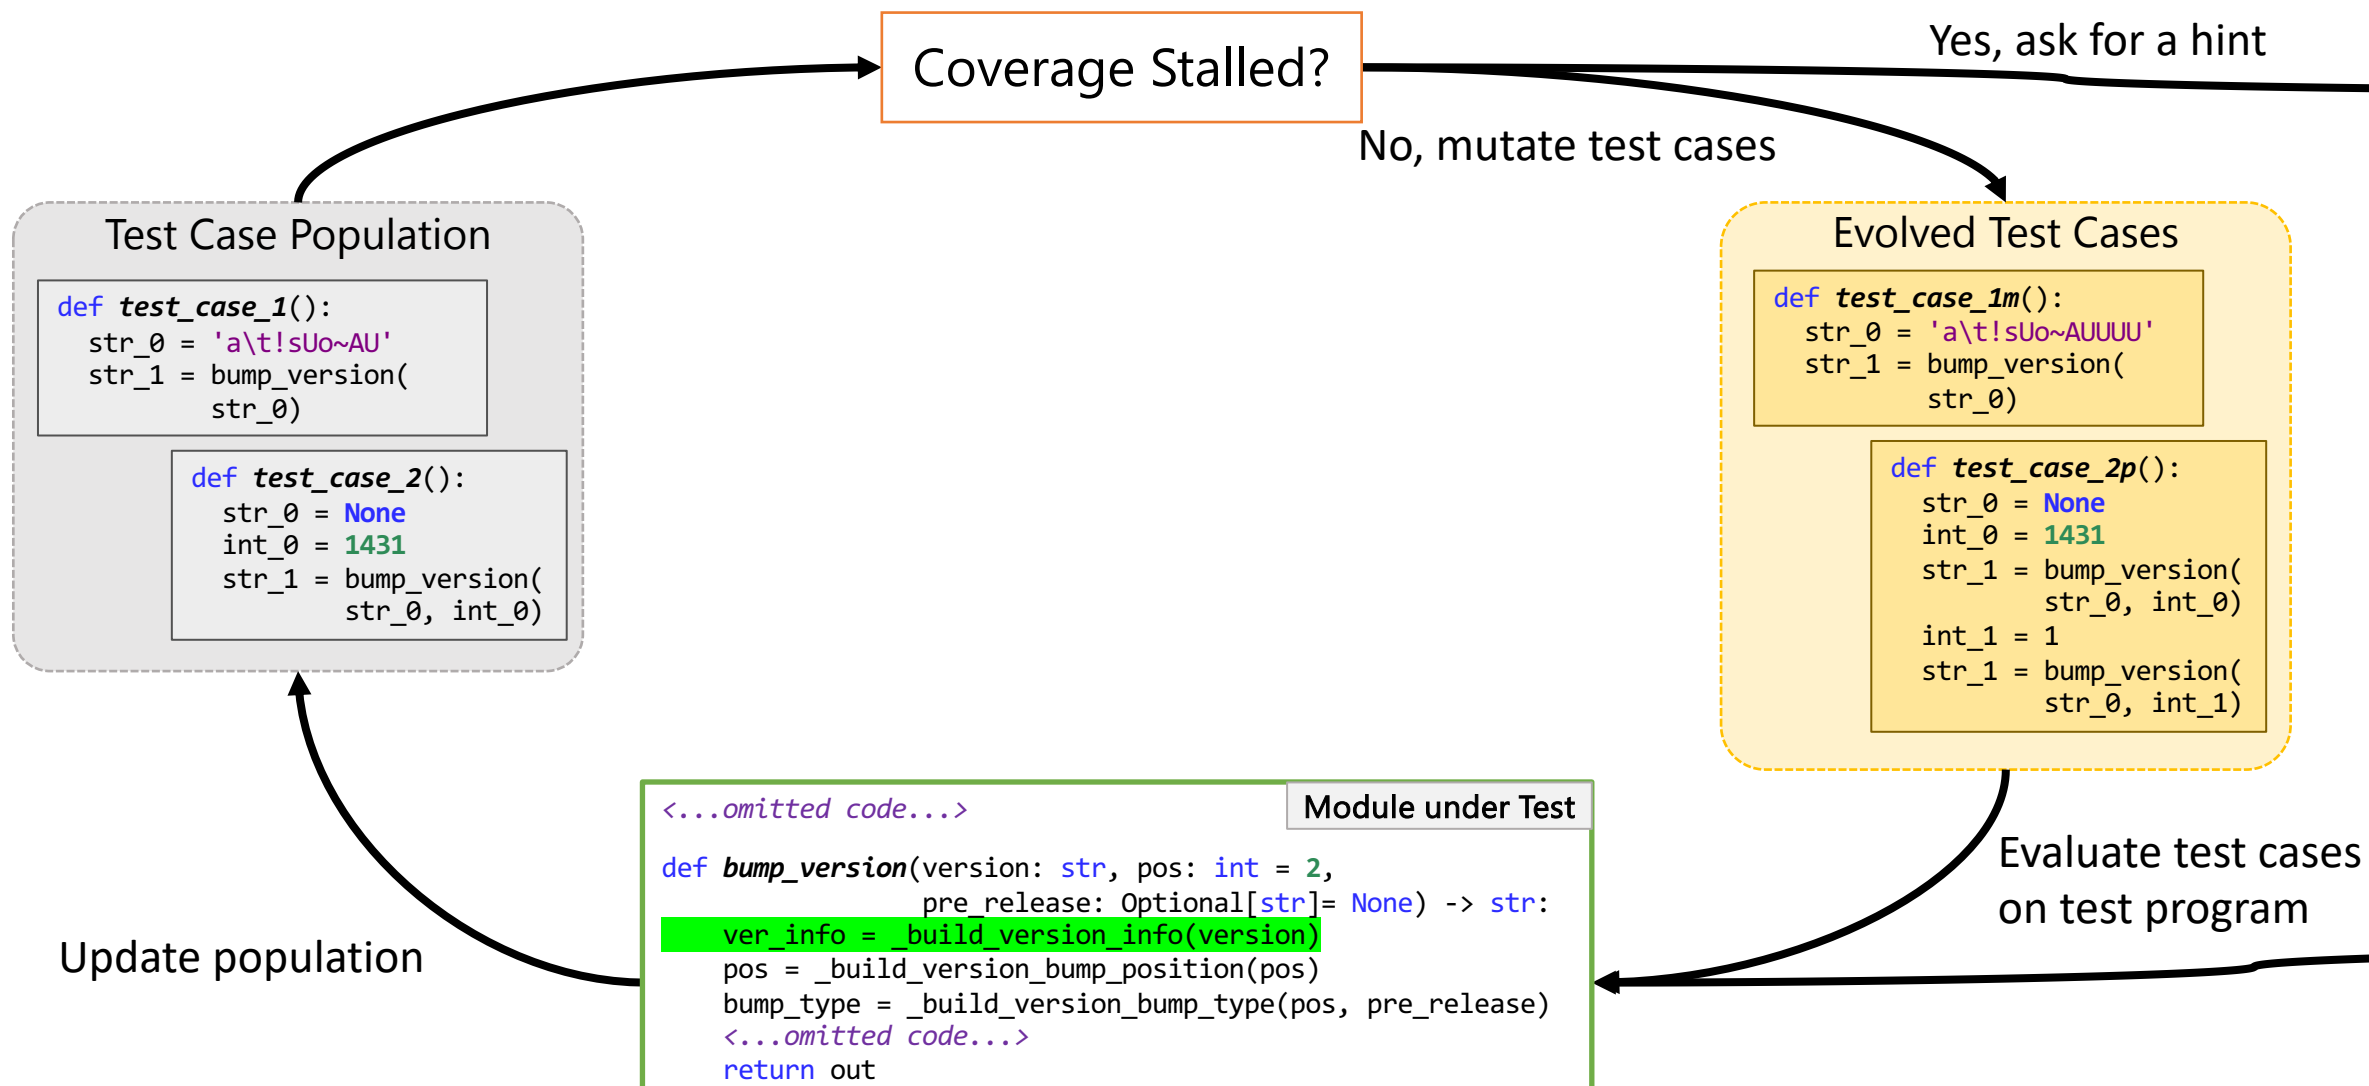 Coverage Stalled?
Yes, ask for a hint
No, mutate test cases
Test Case Population
def test_case_1():
str_0 = 'a\t!sUo~AU'
str_1 = bump_version(
str_0)
def test_case_2():
str_0 = None
int_0 = 1431
str_1 = bump_version(
str_0, int_0)
Evolved Test Cases
def test_case_1m():
str_0 = 'a\t!sUo~AUUUU'
str_1 = bump_version(
str_0)
def test_case_2p():
str_0 = None
int_0 = 1431
str_1 = bump_version(
str_0, int_0)
int_1 = 1
str_1 = bump_version(
str_0, int_1)
Evaluate test cases
on test program
Module under Test
<...omitted code...>
def bump_version(version: str, pos: int = 2,
pre_release: Optional[str]= None) -> str:
ver_info = _build_version_info(version)
pos = _build_version_bump_position(pos)
bump_type = _build_version_bump_type(pos, pre_release)
<...omitted code...>
return out
Update population